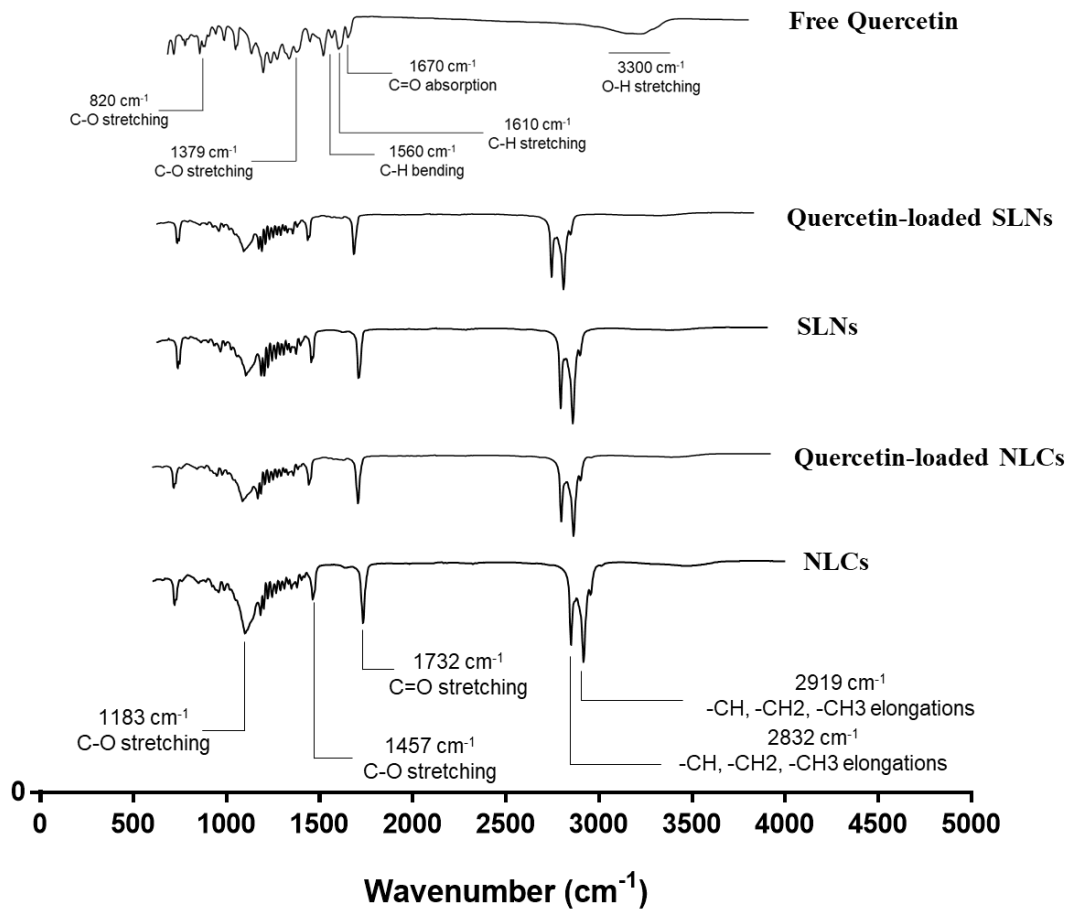 Free Quercetin
1670 cm⁻¹
C=O absorption
3300 cm⁻¹
O-H stretching
820 cm⁻¹
C-O stretching
1610 cm⁻¹
C-H stretching
1379 cm⁻¹
C-O stretching
1560 cm⁻¹
C-H bending
Quercetin-loaded SLNs
SLNs
Quercetin-loaded NLCs
NLCs
1732 cm⁻¹
C=O stretching
2919 cm⁻¹
-CH, -CH2, -CH3 elongations
1183 cm⁻¹
C-O stretching
1457 cm⁻¹
C-O stretching
2832 cm⁻¹
-CH, -CH2, -CH3 elongations
0
0 500 1000 1500 2000 2500 3000 3500 4000 4500 5000
Wavenumber (cm⁻¹)